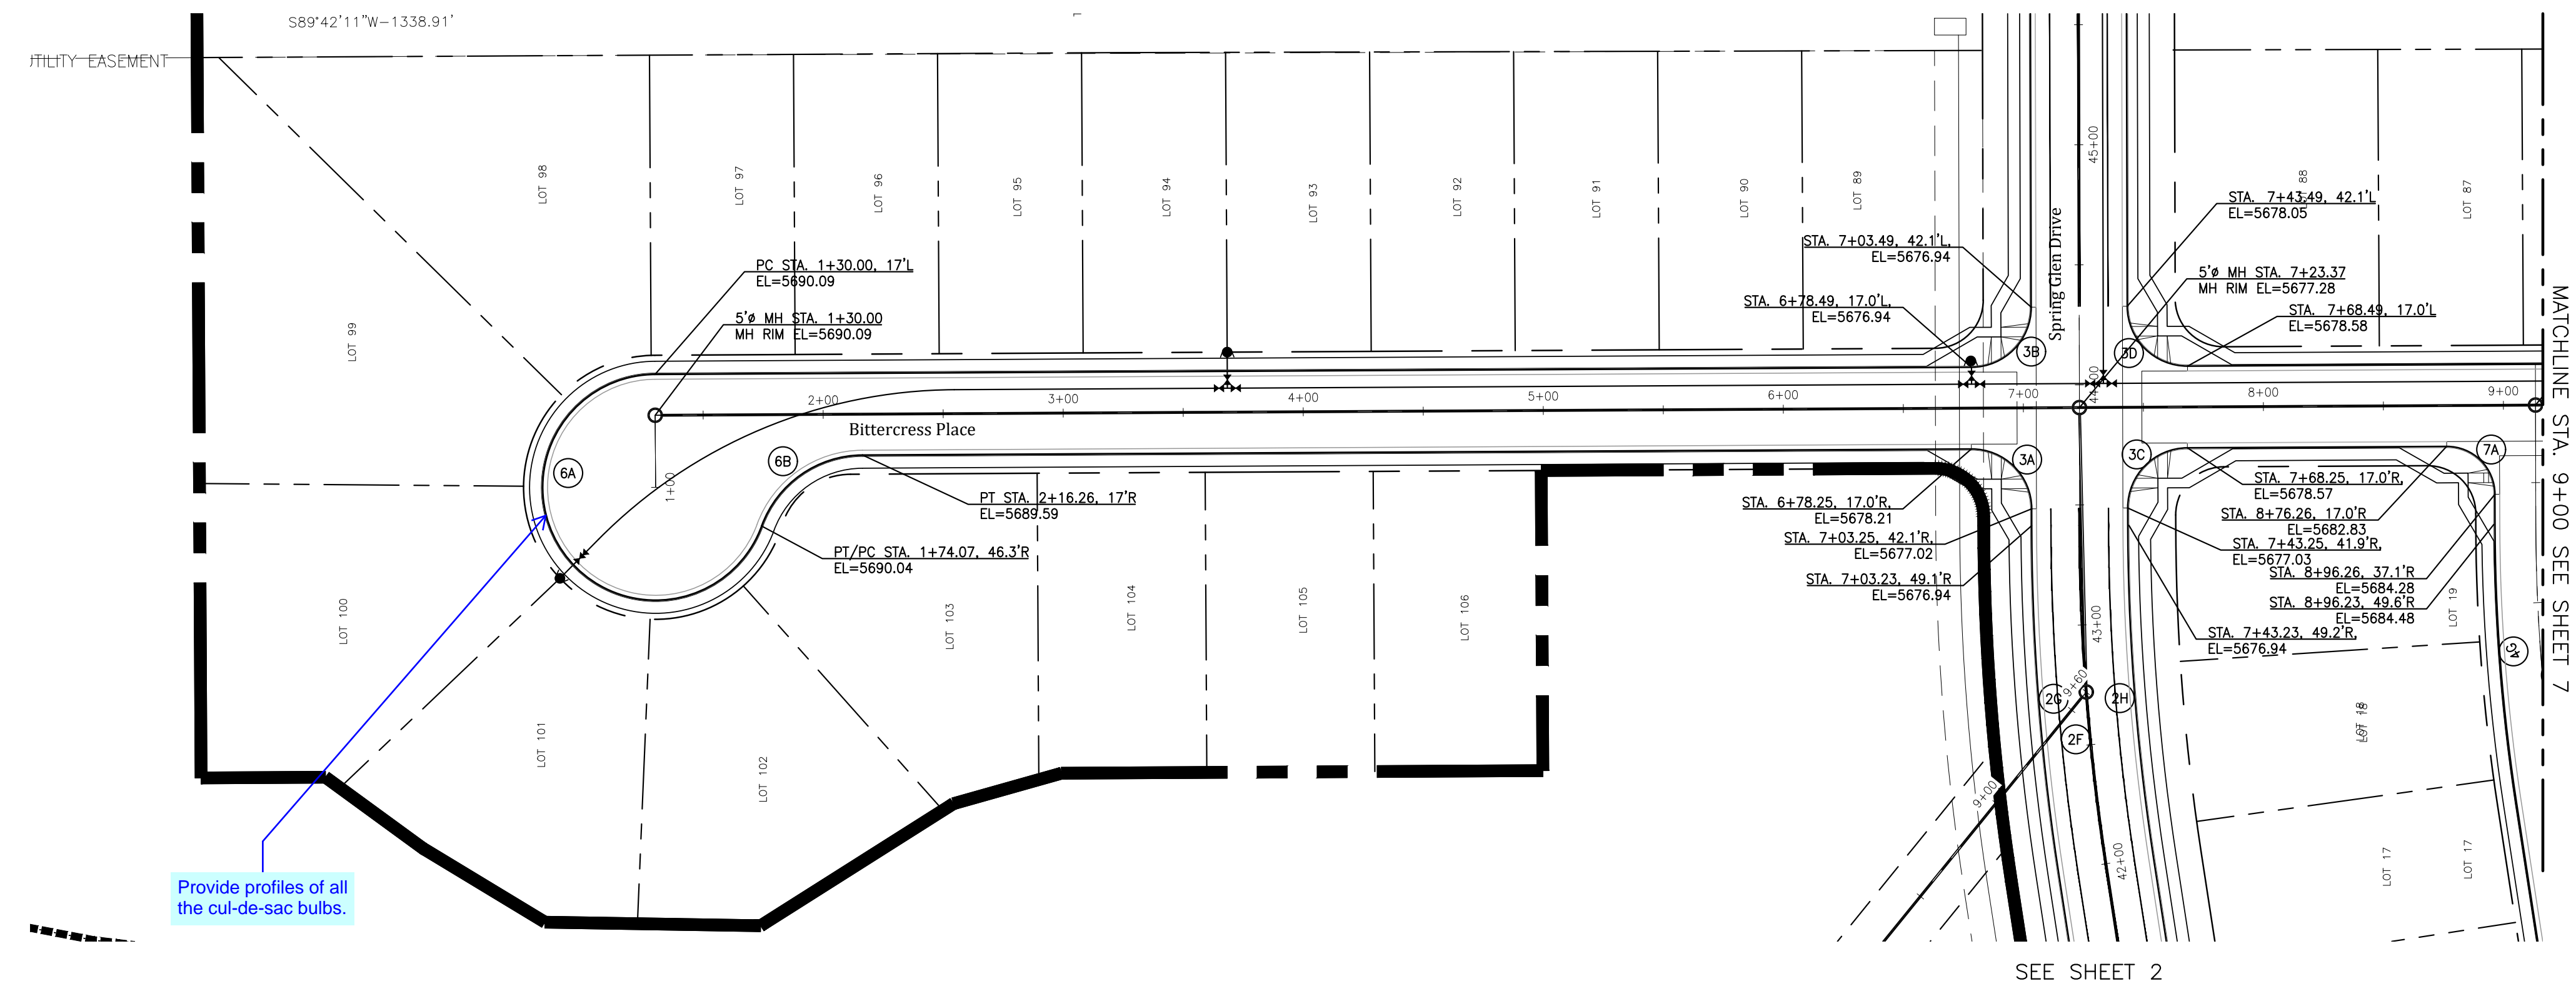 S89°42'11"W-1338.91'
UTILITY EASEMENT
LOT 99
LOT 98
LOT 97
LOT 96
LOT 95
LOT 94
LOT 93
LOT 92
LOT 91
LOT 90
LOT 89
88
LOT 87
45+00
Spring Glen Drive
STA. 7+43.49, 42.1'L
EL=5678.05
STA. 7+03.49, 42.1'L,
EL=5676.94
PC STA. 1+30.00, 17'L
EL=5690.09
5'ø MH STA. 7+23.37
MH RIM EL=5677.28
STA. 6+78.49, 17.0'L,
EL=5676.94
STA. 7+68.49, 17.0'L
EL=5678.58
5'ø MH STA. 1+30.00
MH RIM EL=5690.09
3B
3D
44+00
2+00
3+00
4+00
5+00
6+00
7+00
8+00
9+00
Bittercress Place
MATCHLINE STA. 9+00 SEE SHEET 7
6A
6B
1+00
3A
3C
7A
PT STA. 2+16.26, 17'R
EL=5689.59
PT/PC STA. 1+74.07, 46.3'R
EL=5690.04
STA. 6+78.25, 17.0'R,
EL=5678.21
STA. 7+03.25, 42.1'R,
EL=5677.02
STA. 7+03.23, 49.1'R
EL=5676.94
STA. 7+68.25, 17.0'R,
EL=5678.57
STA. 8+76.26, 17.0'R
EL=5682.83
STA. 7+43.25, 41.9'R,
EL=5677.03
STA. 8+96.26, 37.1'R
EL=5684.28
STA. 8+96.23, 49.6'R
EL=5684.48
STA. 7+43.23, 49.2'R,
EL=5676.94
LOT 100
LOT 101
LOT 102
LOT 103
LOT 104
LOT 105
LOT 106
43+00
LOT 19
9+60
2G
2H
2F
LOT 18
LOT 18
9+00
42+00
LOT 17
LOT 17
Provide profiles of all
the cul-de-sac bulbs.
SEE SHEET 2